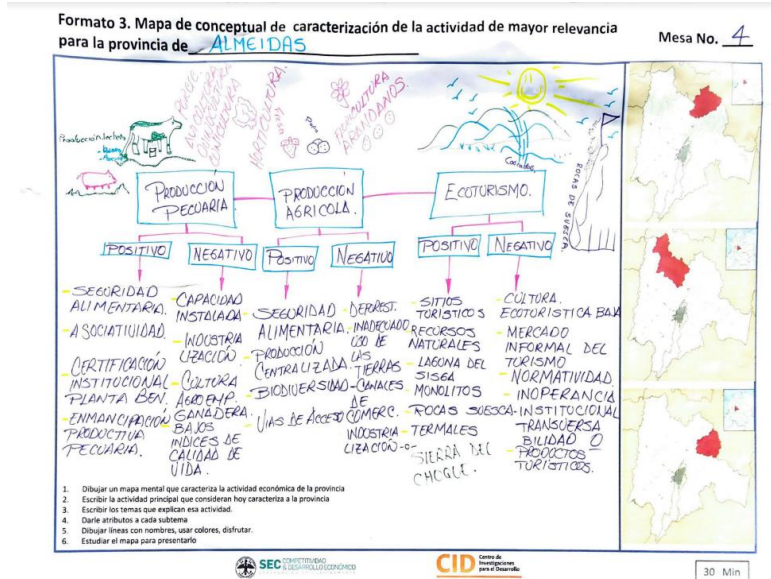 Formato 3. Mapa de conceptual de caracterización de la actividad de mayor relevancia
para la provincia de ALMEIDAS
Mesa No. 4
Producción lechera
HORTICULTURA.
Fresa
Papa
FLORICULTURA
ARANDANOS.
ROCAS DE SUESCA
PRODUCCIÓN
PECUARIA.
PRODUCCIÓN
AGRICOLA.
ECOTURISMO.
POSITIVO
NEGATIVO
POSITIVO
NEGATIVO
POSITIVO
NEGATIVO
- SEGURIDAD
ALIMENTARIA.
- ASOCIATIVIDAD.
- CERTIFICACIÓN
INSTITUCIONAL
PLANTA BEN.
- ENMANCIPACIÓN
PRODUCTIVA
PECUARIA.
- CAPACIDAD
INSTALADA
- INDUSTRIA
LIZACIÓN
- CULTURA
AGROEMP.
GANADERA.
- BAJOS
INDICES DE
CALIDAD DE
VIDA.
- SEGURIDAD
ALIMENTARIA.
- PRODUCCIÓN
CENTRALIZADA.
- BIODIVERSIDAD
- VIAS DE ACCESO
- DEFOREST.
- INADECUADO
USO DE
LAS
TIERRAS
- CANALES
DE
COMERC.
INDUSTRIA
LIZACIÓN
- SITIOS
TURISTICOS
- RECURSOS
NATURALES
- LAGUNA DEL
SISGA
- MONOLITOS
- ROCAS SUESCA
- TERMALES
- CULTURA.
ECOTURISTICA BAJA
- MERCADO
INFORMAL DEL
TURISMO
- NORMATIVIDAD.
- INOPERANCIA
INSTITUCIONAL
TRANSVERSA
BILIDAD O
- PRODUCTOS
TURISTICOS.
1. Dibujar un mapa mental que caracteriza la actividad económica de la provincia
2. Escribir la actividad principal que consideran hoy caracteriza a la provincia
3. Escribir los temas que explican esa actividad.
4. Darle atributos a cada subtema
5. Dibujar líneas con nombres, usar colores, disfrutar.
6. Estudiar el mapa para presentarlo
SEC COMPETITIVIDAD
& DESARROLLO ECONÓMICO
CID Centro de
Investigaciones
para el Desarrollo
30 Min